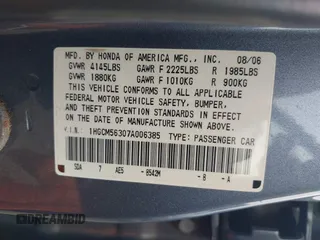 MFD. BY HONDA OF AMERICA MFG., INC. 08/06
GVWR 4145LBS GAWR F 2225LBS R 1985LBS
GVWR 1880KG GAWR F 1010KG R 900KG
THIS VEHICLE CONFORMS TO ALL APPLICABLE
FEDERAL MOTOR VEHICLE SAFETY, BUMPER, AND
THEFT PREVENTION STANDARDS IN EFFECT ON
THE DATE OF MANUFACTURE SHOWN ABOVE.
V.I.N.: 1HGCM56307A006385 TYPE: PASSENGER CAR
SDA 7 AE5 - B542M - B - A
DREAMBID